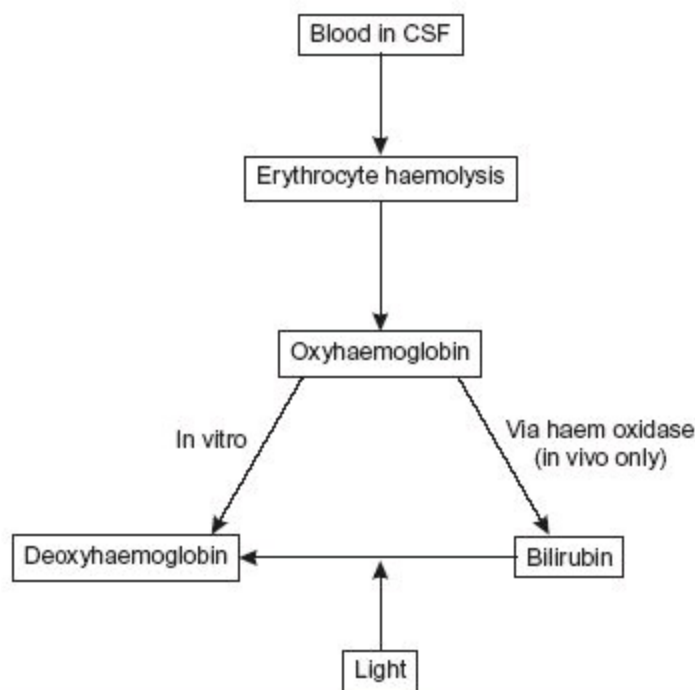 Blood in CSF
Erythrocyte haemolysis
Oxyhaemoglobin
In vitro
Via haem oxidase
(in vivo only)
Deoxyhaemoglobin
Bilirubin
Light